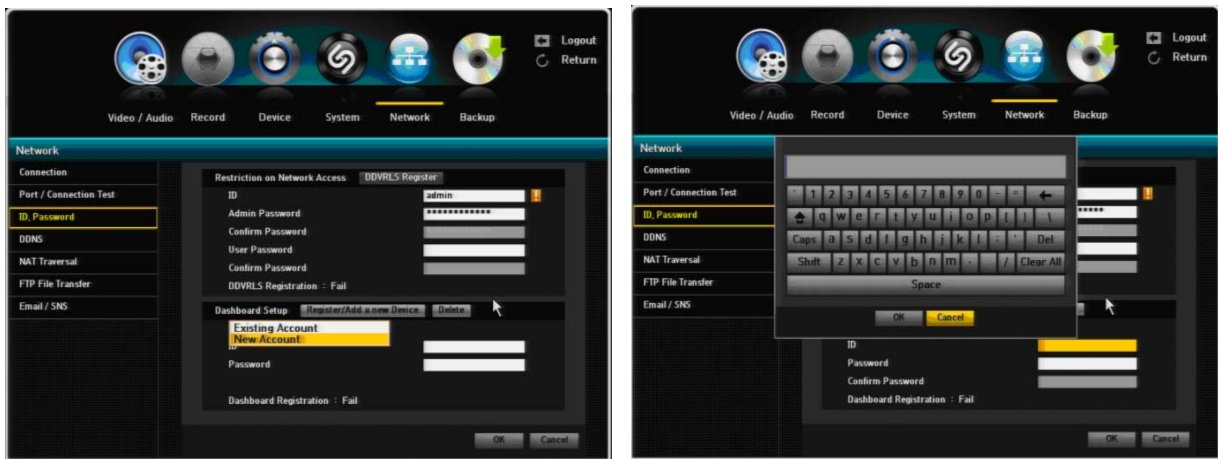 Logout
Return
Video / Audio Record Device System Network Backup
Network
Connection
Port / Connection Test
ID, Password
DDNS
NAT Traversal
FTP File Transfer
Email / SNS
Restriction on Network Access DDVRLS Register
ID admin !
Admin Password ************
Confirm Password
User Password
Confirm Password
DDVRLS Registration : Fail
Dashboard Setup Register/Add a new Device Delete
Existing Account
New Account
ID
Password
Dashboard Registration : Fail
OK Cancel
Logout
Return
Video / Audio Record Device System Network Backup
Network
Connection
Port / Connection Test
ID, Password
DDNS
NAT Traversal
FTP File Transfer
Email / SNS
` 1 2 3 4 5 6 7 8 9 0 - =
q w e r t y u i o p [ ] \
Caps a s d f g h j k l ; ' Del
Shift z x c v b n m . / Clear All
Space
OK Cancel
!
*****
ID
Password
Confirm Password
Dashboard Registration : Fail
OK Cancel